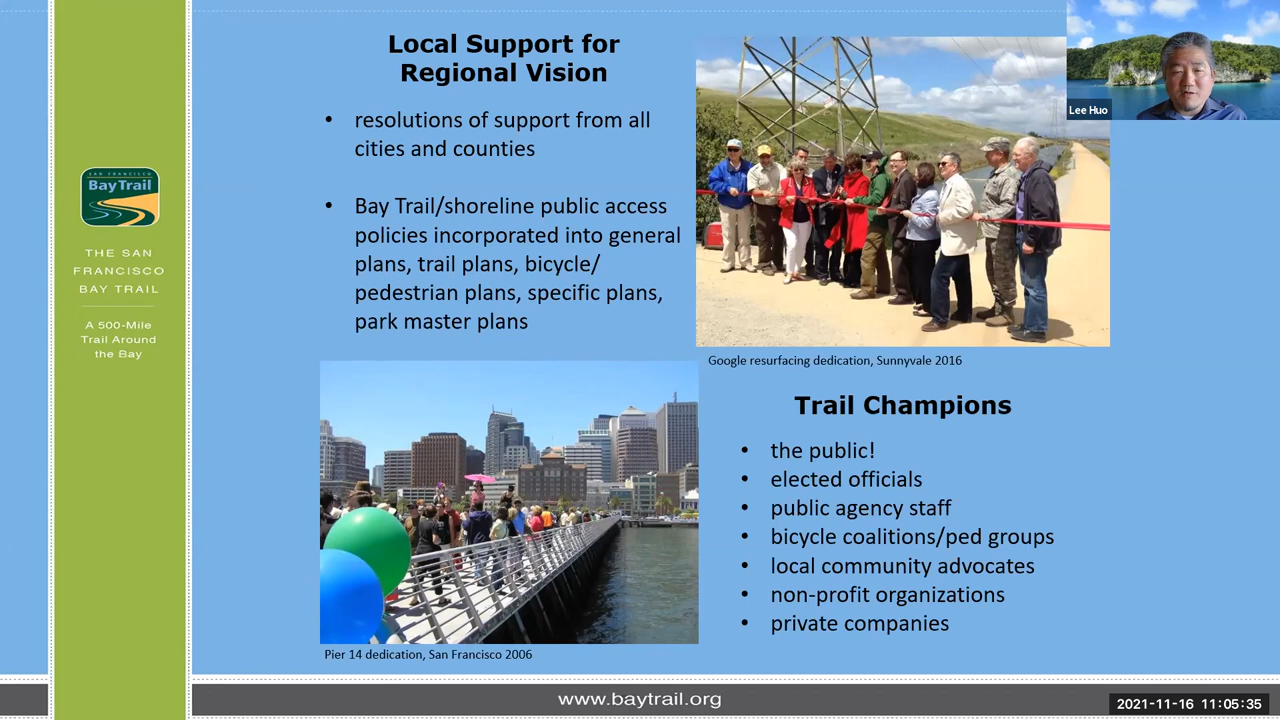 SAN FRANCISCO
Bay Trail
THE SAN
FRANCISCO
BAY TRAIL
A 500-Mile
Trail Around
the Bay
Local Support for
Regional Vision
• resolutions of support from all
cities and counties
• Bay Trail/shoreline public access
policies incorporated into general
plans, trail plans, bicycle/
pedestrian plans, specific plans,
park master plans
Pier 14 dedication, San Francisco 2006
Lee Huo
Google resurfacing dedication, Sunnyvale 2016
Trail Champions
• the public!
• elected officials
• public agency staff
• bicycle coalitions/ped groups
• local community advocates
• non-profit organizations
• private companies
www.baytrail.org
2021-11-16 11:05:35